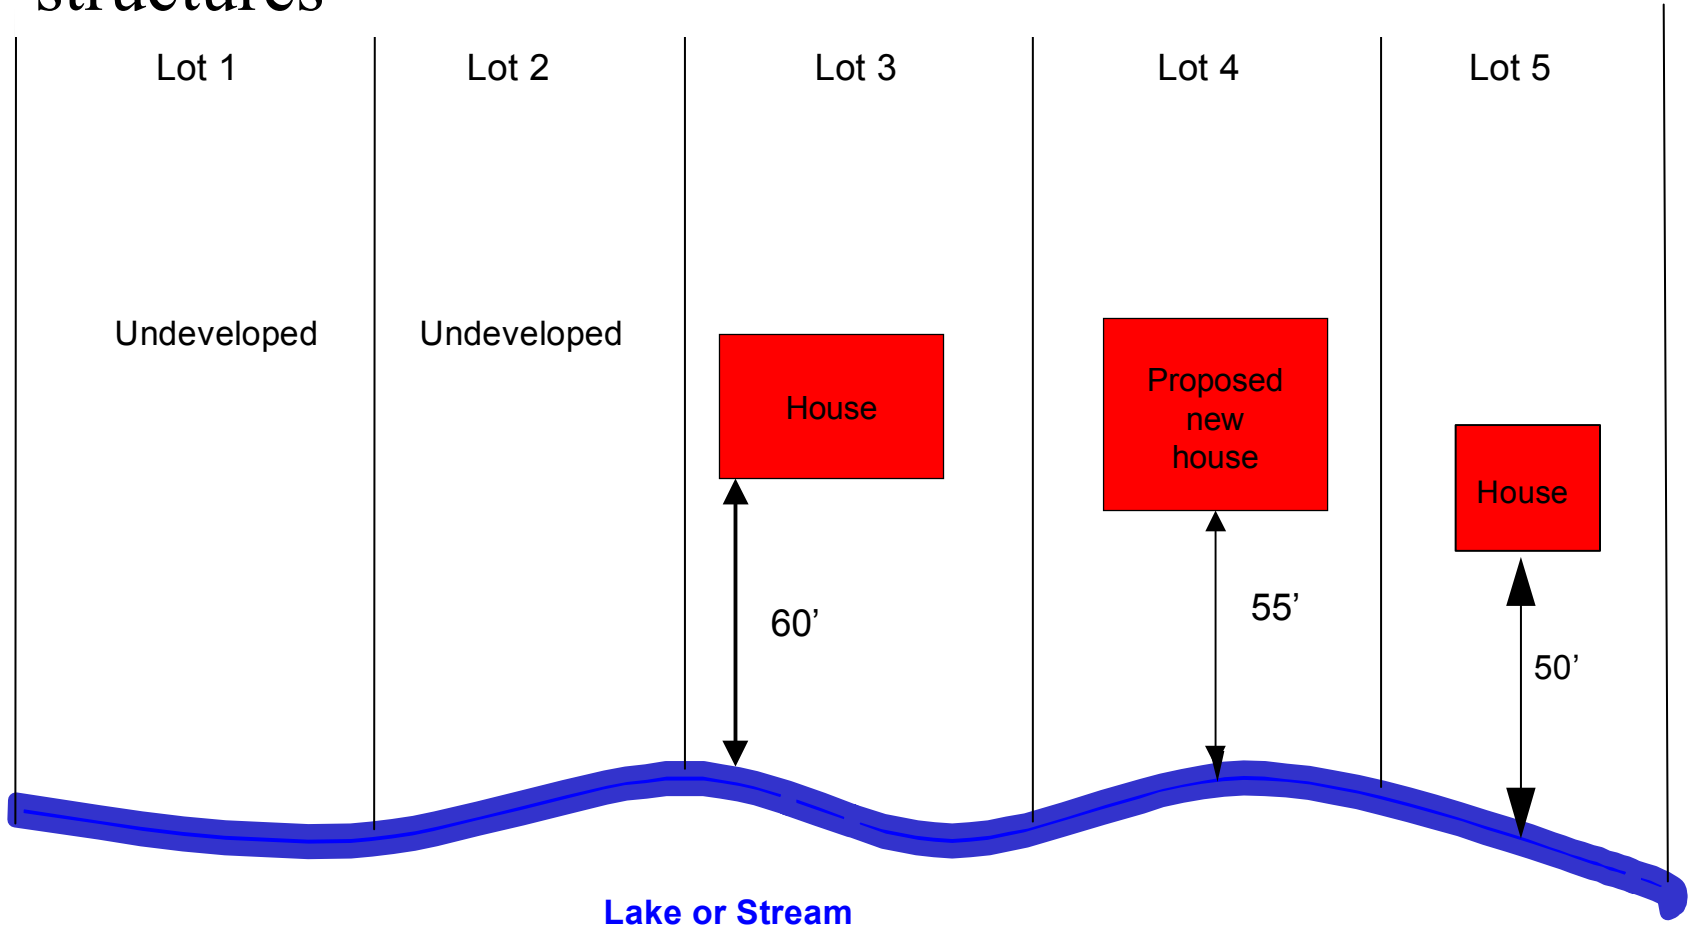 structures
Lot 1
Lot 2
Lot 3
Lot 4
Lot 5
Undeveloped
Undeveloped
House
Proposed
new
house
House
60’
55’
50’
Lake or Stream